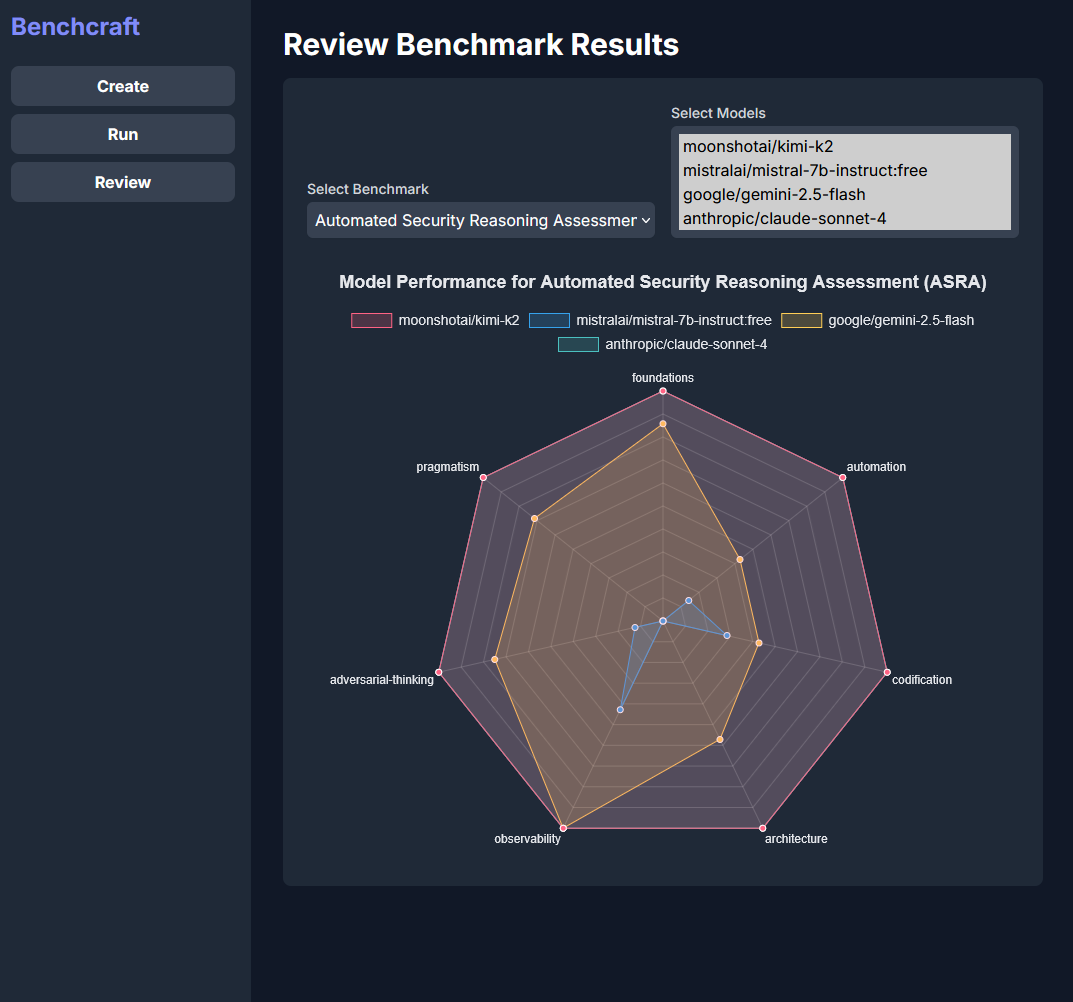 Benchcraft
Create
Run
Review
Review Benchmark Results
Select Benchmark
Automated Security Reasoning Assessmer
Select Models
moonshotai/kimi-k2
mistralai/mistral-7b-instruct:free
google/gemini-2.5-flash
anthropic/claude-sonnet-4
Model Performance for Automated Security Reasoning Assessment (ASRA)
moonshotai/kimi-k2 mistralai/mistral-7b-instruct:free google/gemini-2.5-flash
anthropic/claude-sonnet-4
foundations
pragmatism
automation
adversarial-thinking
codification
observability
architecture